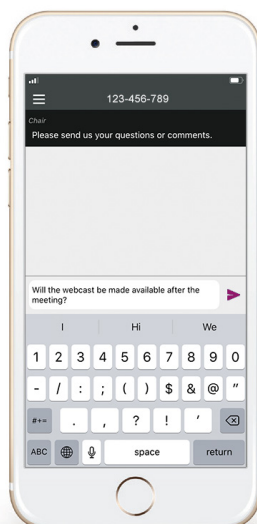 123-456-789
Chair
Please send us your questions or comments.
Will the webcast be made available after the
meeting?
I Hi We
1 2 3 4 5 6 7 8 9 0
- / : ; ( ) $ & @ "
#+= . , ? ! '
ABC space return